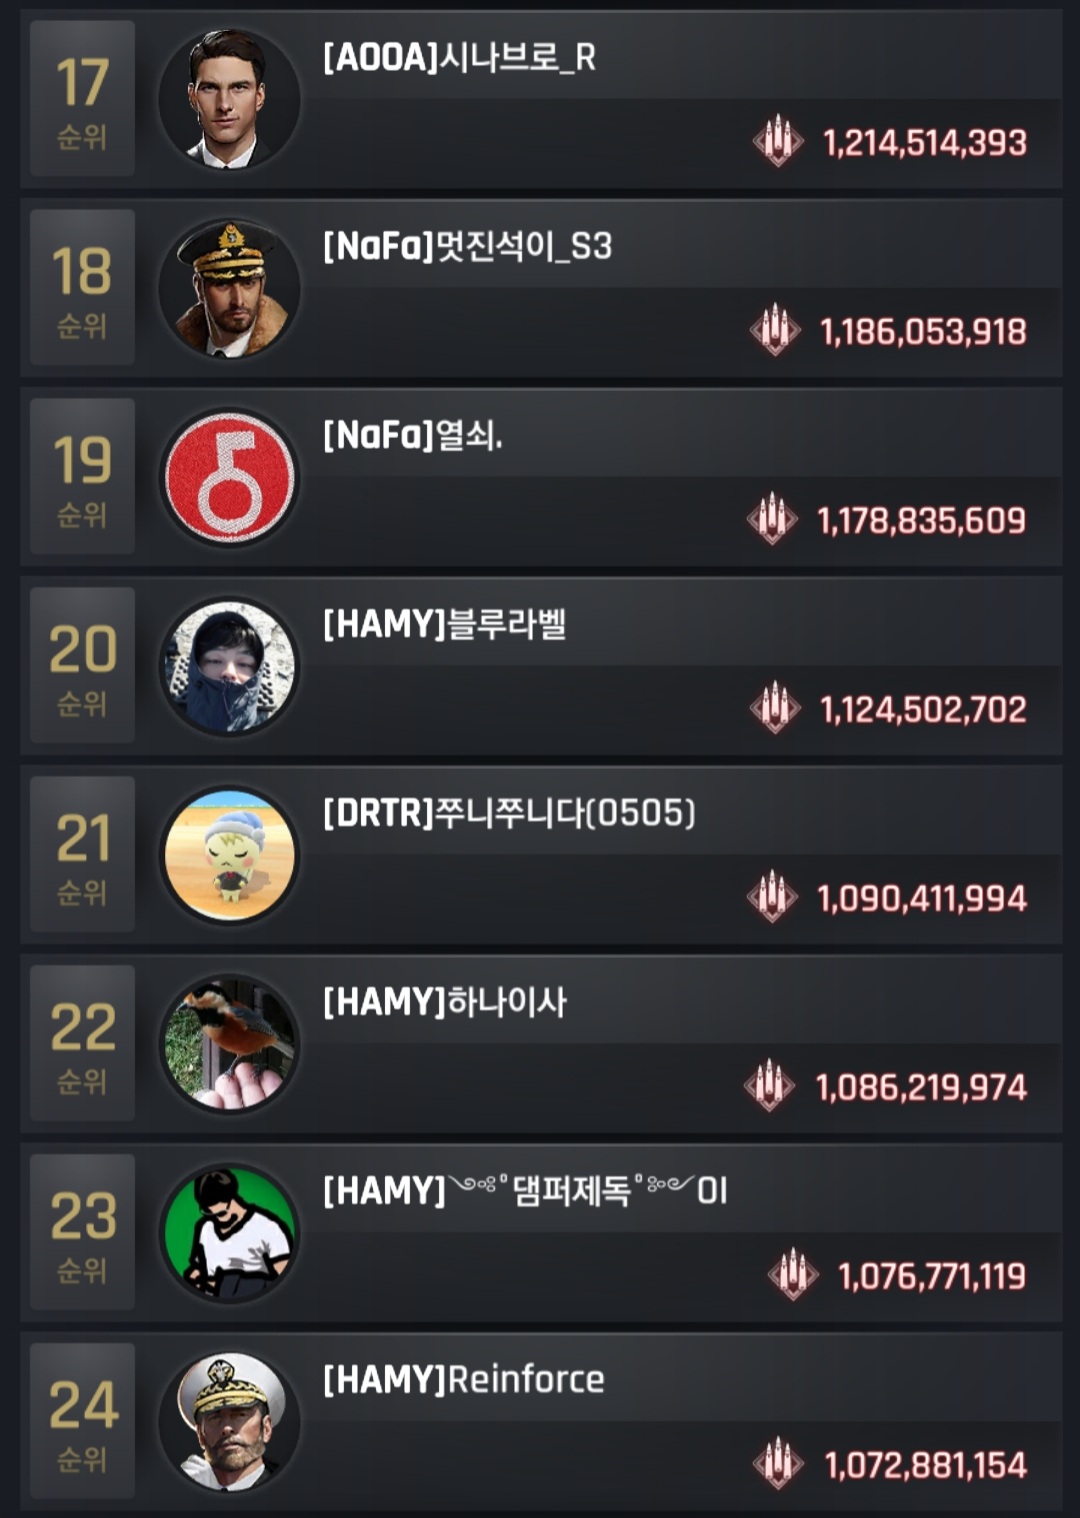 17
순위
[AOOA]시나브로_R
1,214,514,393
18
순위
[NaFa]멋진석이_S3
1,186,053,918
19
순위
[NaFa]열쇠.
1,178,835,609
20
순위
[HAMY]블루라벨
1,124,502,702
21
순위
[DRTR]쭈니쭈니다(0505)
1,090,411,994
22
순위
[HAMY]하나이사
1,086,219,974
23
순위
[HAMY]༺༻댐퍼제독༺༻OI
1,076,771,119
24
순위
[HAMY]Reinforce
1,072,881,154